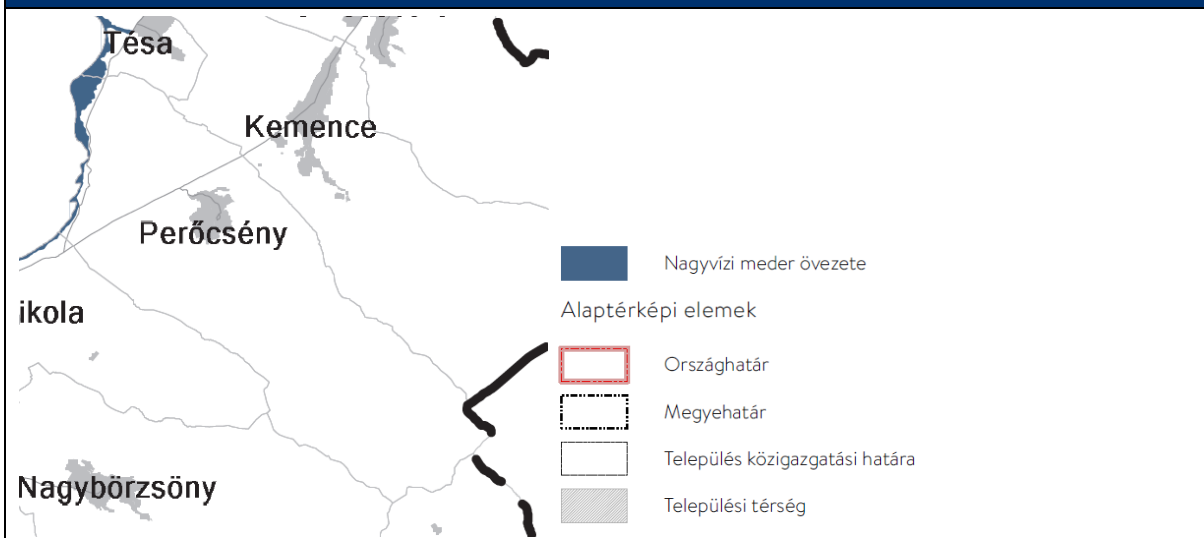 Tésa
Kemence
Perőcsény
ikola
Nagybörzsöny
Nagyvízi meder övezete
Alaptérképi elemek
Országhatár
Megyehatár
Település közigazgatási határa
Települési térség